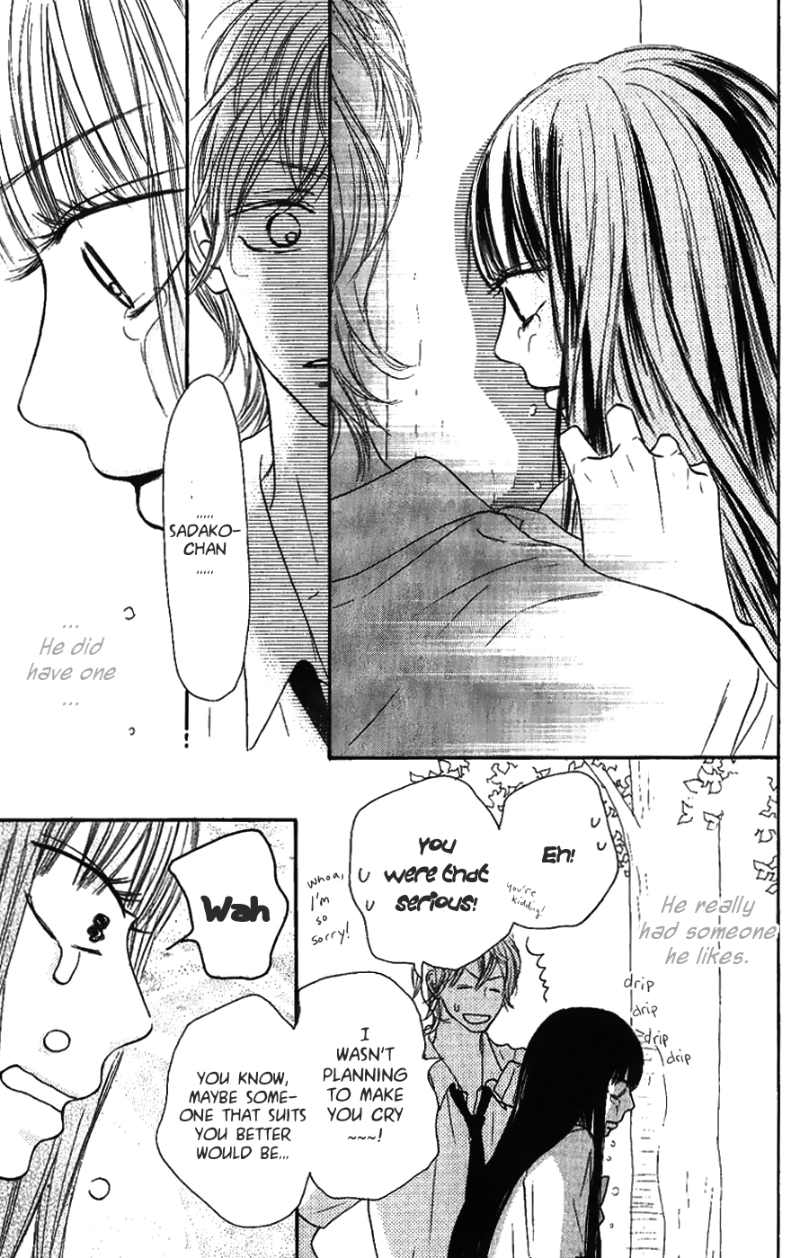 .....
SADAKO-
CHAN
.....
...
He did
have one
...
Eh!
you're
kidding!
He really
had someone
he likes.
You
were that
serious!
Whoa,
I'm
so
sorry!
drip
drip
drip
drip
I
WASN'T
PLANNING
TO MAKE
YOU CRY
~~~!
YOU KNOW,
MAYBE SOME-
ONE THAT SUITS
YOU BETTER
WOULD BE...
Wah